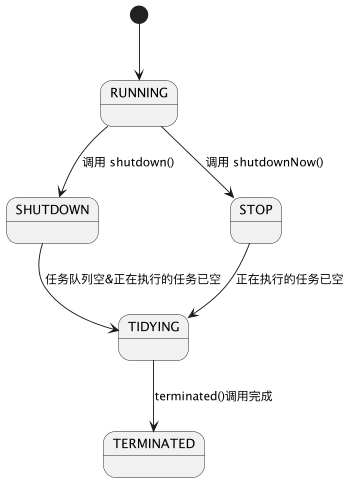 RUNNING
调用 shutdown()
调用 shutdownNow()
SHUTDOWN
STOP
任务队列空&正在执行的任务已空
正在执行的任务已空
TIDYING
terminated()调用完成
TERMINATED